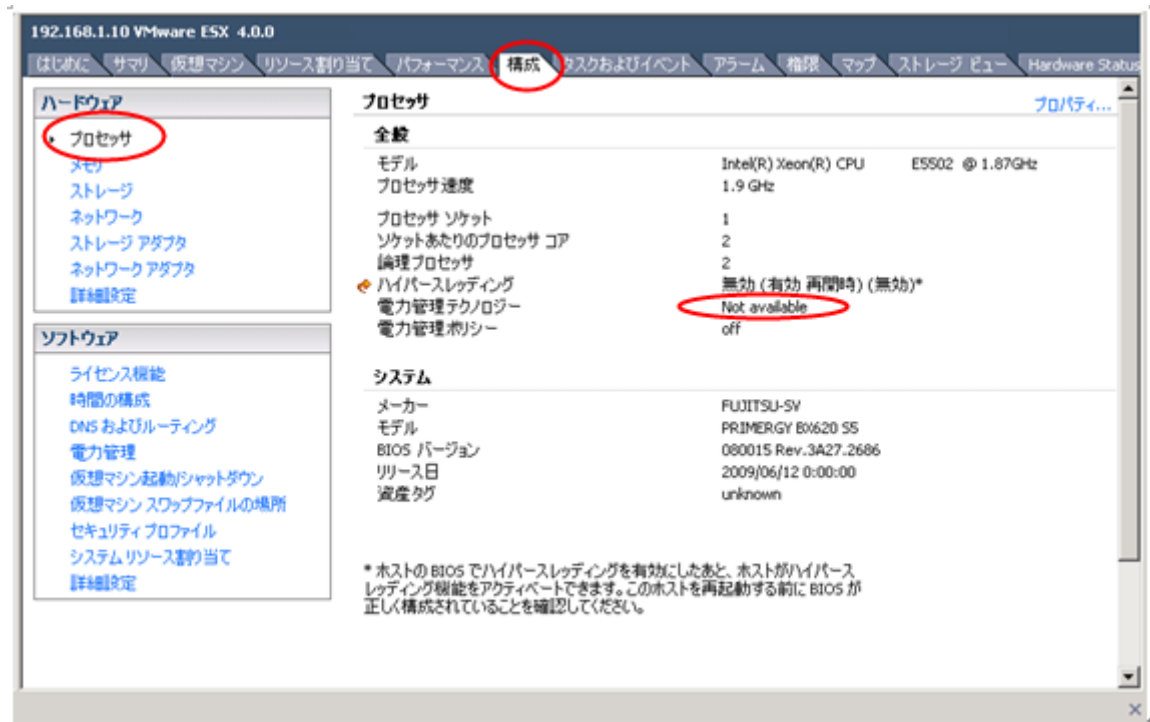 192.168.1.10 VMware ESX 4.0.0
はじめに サマリ 仮想マシン リソース割り当て パフォーマンス 構成 タスクおよびイベント アラーム 権限 マップ ストレージ ビュー Hardware Status
ハードウェア
プロセッサ
メモリ
ストレージ
ネットワーク
ストレージ アダプタ
ネットワーク アダプタ
詳細設定
ソフトウェア
ライセンス機能
時間の構成
DNS およびルーティング
電力管理
仮想マシン起動/シャットダウン
仮想マシン スワップファイルの場所
セキュリティ プロファイル
システム リソース割り当て
詳細設定
プロセッサ プロパティ...
全般
モデル Intel(R) Xeon(R) CPU E5502 @ 1.87GHz
プロセッサ速度 1.9 GHz
プロセッサ ソケット 1
ソケットあたりのプロセッサ コア 2
論理プロセッサ 2
ハイパースレッディング 無効 (有効 再開時) (無効)*
電力管理テクノロジー Not available
電力管理ポリシー off
システム
メーカー FUJITSU-SV
モデル PRIMERGY BX620 S5
BIOS バージョン 080015 Rev.3A27.2686
リリース日 2009/06/12 0:00:00
資産タグ unknown
* ホストの BIOS でハイパースレッディングを有効にしたあと、ホストがハイパース
レッディング機能をアクティベートできます。このホストを再起動する前に BIOS が
正しく構成されていることを確認してください。